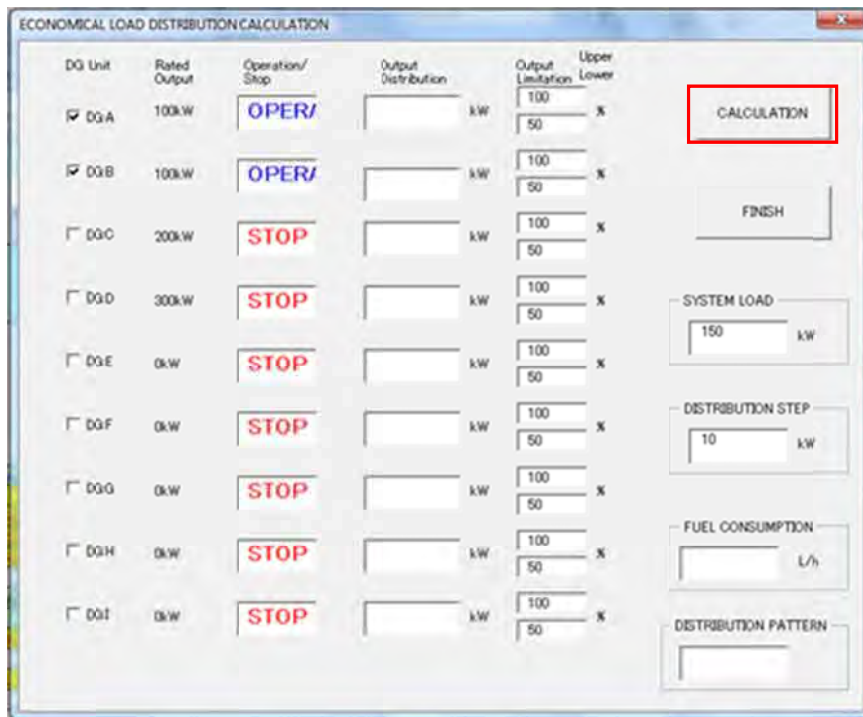 ECONOMICAL LOAD DISTRIBUTION CALCULATION
DG Unit Rated Output Operation/ Stop Output Distribution Output Limitation Upper Lower
DG A 100kW OPERA kW 100 50 %
DG B 100kW OPERA kW 100 50 %
DG C 200kW STOP kW 100 50 %
DG D 300kW STOP kW 100 50 %
DG E 0kW STOP kW 100 50 %
DG F 0kW STOP kW 100 50 %
DG G 0kW STOP kW 100 50 %
DG H 0kW STOP kW 100 50 %
DG I 0kW STOP kW 100 50 %
CALCULATION
FINISH
SYSTEM LOAD
150 kW
DISTRIBUTION STEP
10 kW
FUEL CONSUMPTION
L/h
DISTRIBUTION PATTERN